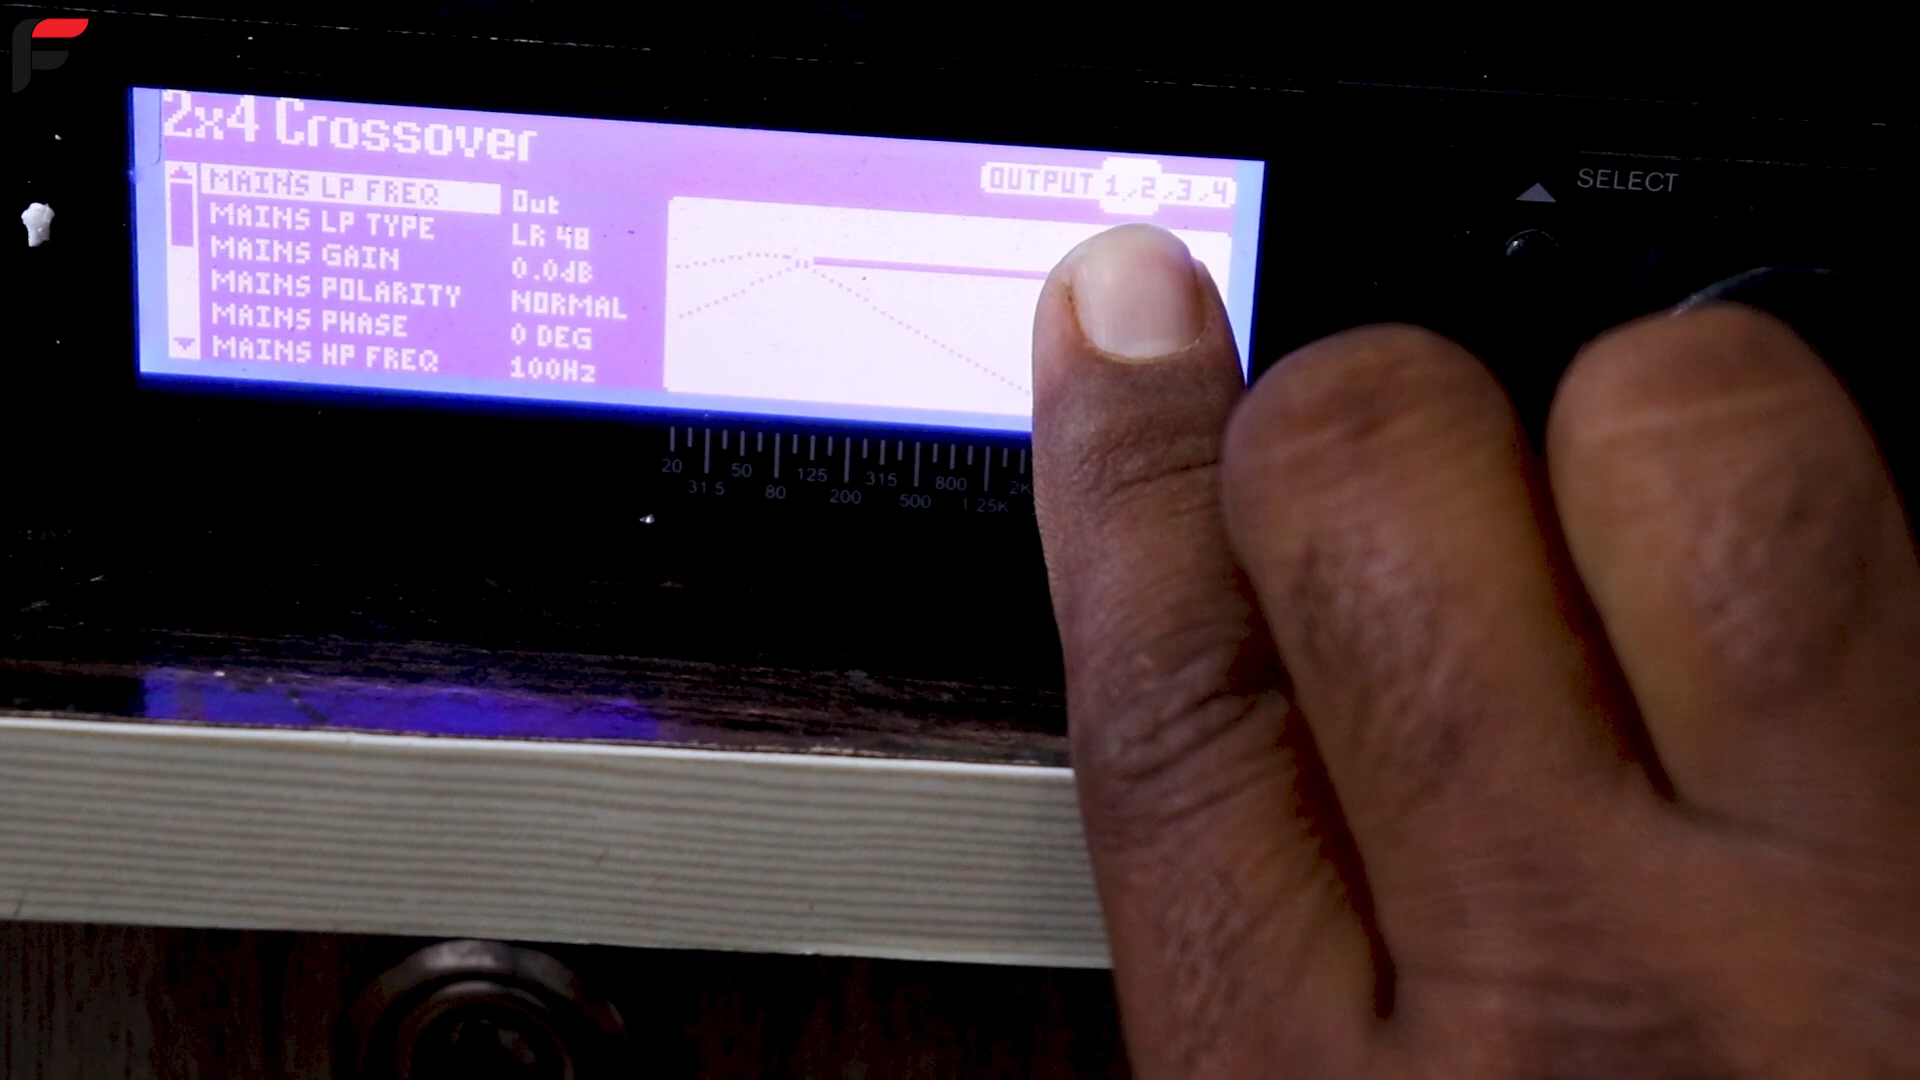 2x4 Crossover
OUTPUT 1,2,3,4
MAINS LP FREQ Out
MAINS LP TYPE LR 48
MAINS GAIN 0.0dB
MAINS POLARITY NORMAL
MAINS PHASE 0 DEG
MAINS HP FREQ 100Hz
SELECT
20 50 125 315 800 2K
31 5 80 200 500 1 25K